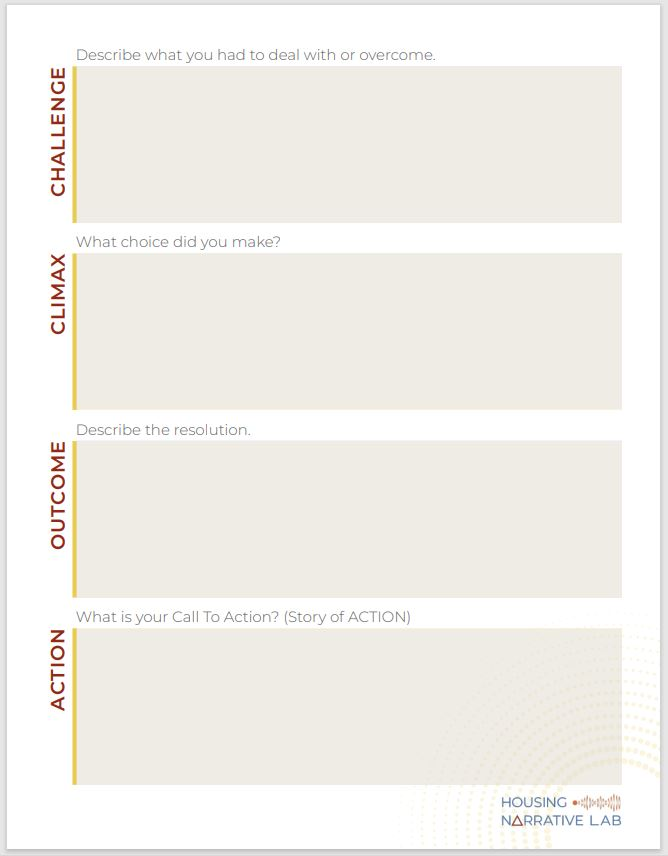 Describe what you had to deal with or overcome.
CHALLENGE
What choice did you make?
CLIMAX
Describe the resolution.
OUTCOME
What is your Call To Action? (Story of ACTION)
ACTION
HOUSING
NARRATIVE LAB